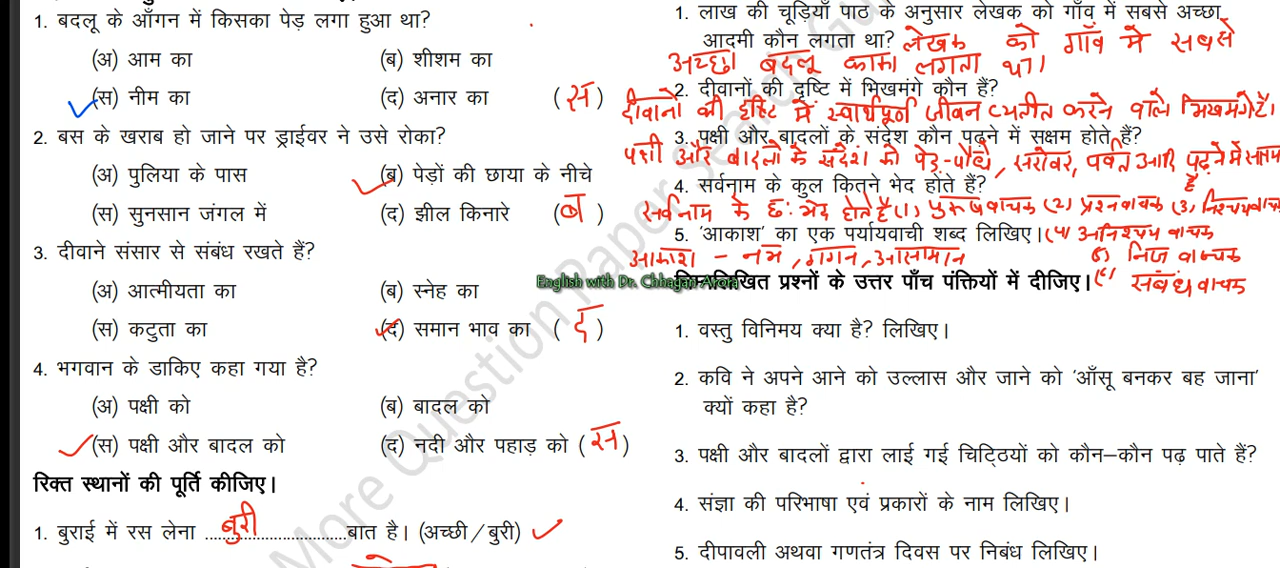 1. बदलू के आँगन में किसका पेड़ लगा हुआ था?
(अ) आम का (ब) शीशम का
(स) नीम का (द) अनार का (स)
2. बस के खराब हो जाने पर ड्राईवर ने उसे रोका?
(अ) पुलिया के पास (ब) पेड़ों की छाया के नीचे
(स) सुनसान जंगल में (द) झील किनारे (ब)
3. दीवाने संसार से संबंध रखते हैं?
(अ) आत्मीयता का (ब) स्नेह का
(स) कटुता का (द) समान भाव का (द)
4. भगवान के डाकिए कहा गया है?
(अ) पक्षी को (ब) बादल को
(स) पक्षी और बादल को (द) नदी और पहाड़ को (स)
रिक्त स्थानों की पूर्ति कीजिए।
1. बुराई में रस लेना ....बुरी....बात है। (अच्छी/बुरी)
1. लाख की चूड़ियाँ पाठ के अनुसार लेखक को गाँव में सबसे अच्छा
आदमी कौन लगता था? लेखक को गाँव में सबसे
अच्छा बदलू काका लगता था।
2. दीवानों की दृष्टि में भिखमंगे कौन हैं?
दीवानों की दृष्टि में स्वार्थपूर्ण जीवन व्यतीत करने वाले भिखमंगे हैं।
3. पक्षी और बादलों के संदेश कौन पढ़ने में सक्षम होते हैं?
पक्षी और बादलों के संदेश को पेड़-पौधे, सरोवर, पर्वत आदि पढ़ने में सक्षम
4. सर्वनाम के कुल कितने भेद होते हैं? हैं
सर्वनाम के छः भेद होते हैं (1) पुरुषवाचक (2) प्रश्नवाचक (3) निश्चयवाचक
5. 'आकाश' का एक पर्यायवाची शब्द लिखिए। (4) अनिश्चय वाचक
आकाश - नभ, गगन, आसमान (5) निज वाचक
English with Dr. Chhagan Arora
निम्नलिखित प्रश्नों के उत्तर पाँच पंक्तियों में दीजिए। (6) संबंध वाचक
1. वस्तु विनिमय क्या है? लिखिए।
2. कवि ने अपने आने को उल्लास और जाने को 'आँसू बनकर बह जाना'
क्यों कहा है?
3. पक्षी और बादलों द्वारा लाई गई चिट्ठियों को कौन–कौन पढ़ पाते हैं?
4. संज्ञा की परिभाषा एवं प्रकारों के नाम लिखिए।
5. दीपावली अथवा गणतंत्र दिवस पर निबंध लिखिए।
More Question Paper Search Guru